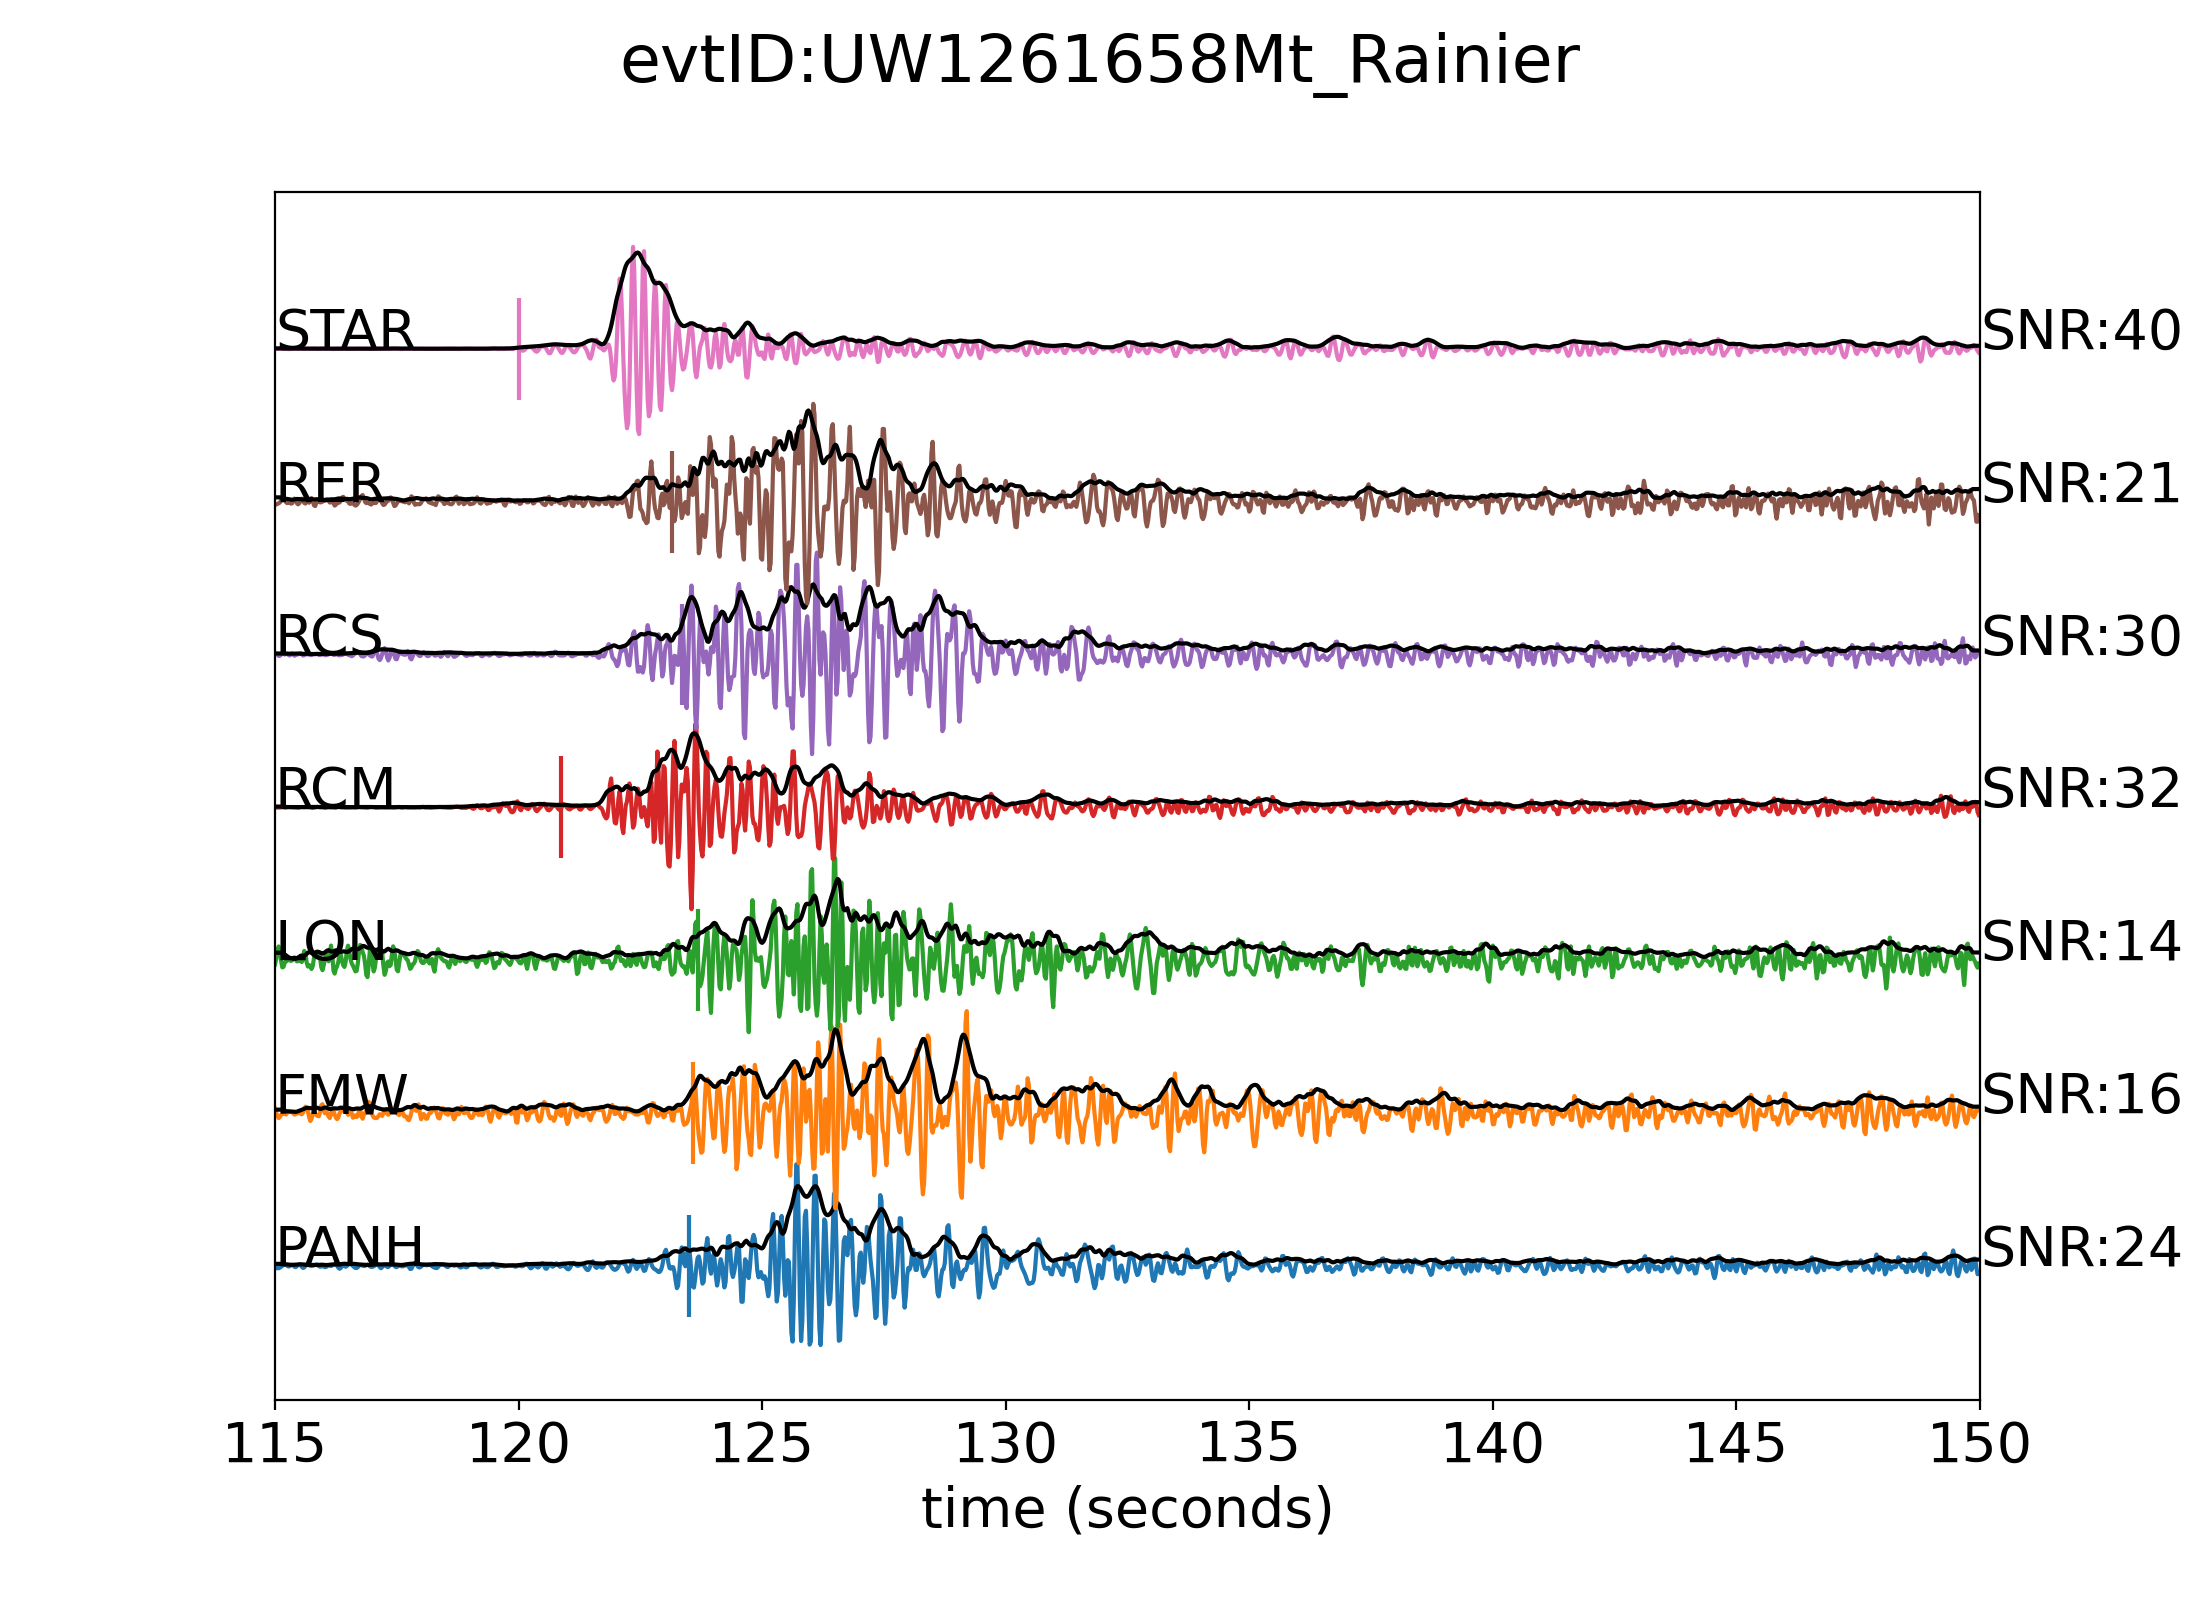 evtID:UW1261658Mt_Rainier
STAR SNR:40
RER SNR:21
RCS SNR:30
RCM SNR:32
LON SNR:14
FMW SNR:16
PANH SNR:24
115 120 125 130 135 140 145 150
time (seconds)